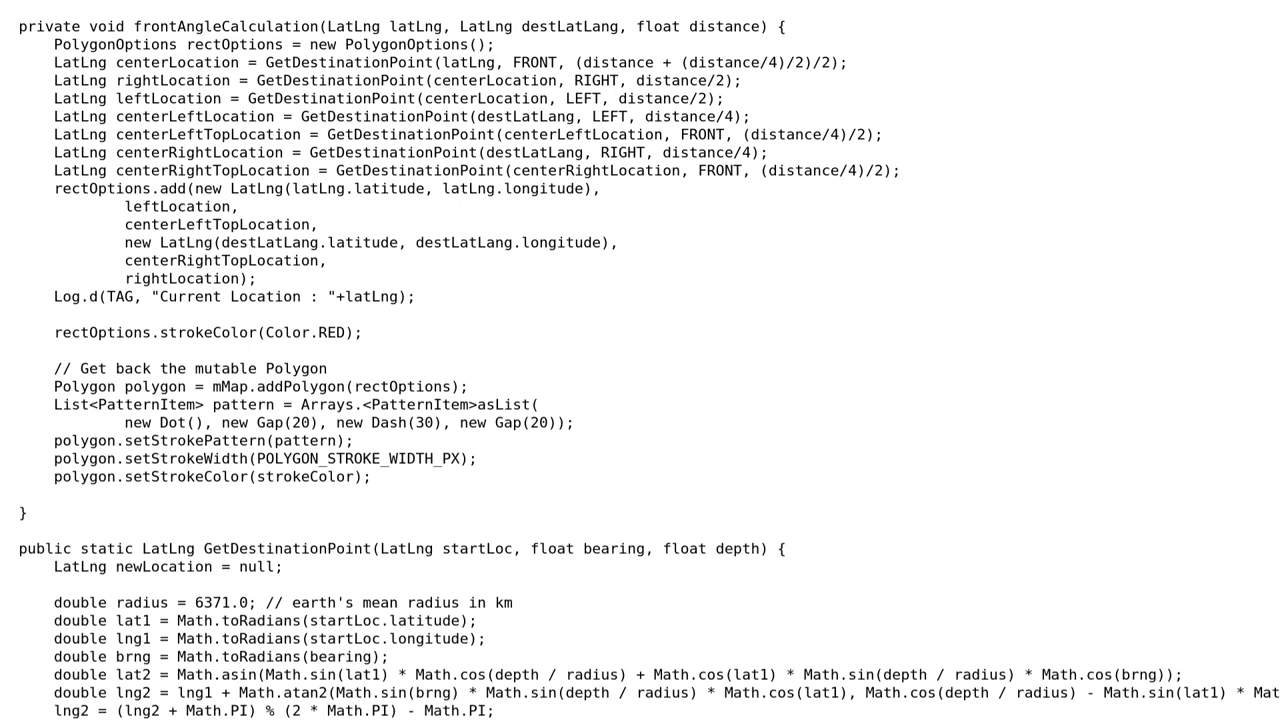 private void frontAngleCalculation(LatLng latLng, LatLng destLatLang, float distance) {
    PolygonOptions rectOptions = new PolygonOptions();
    LatLng centerLocation = GetDestinationPoint(latLng, FRONT, (distance + (distance/4)/2)/2);
    LatLng rightLocation = GetDestinationPoint(centerLocation, RIGHT, distance/2);
    LatLng leftLocation = GetDestinationPoint(centerLocation, LEFT, distance/2);
    LatLng centerLeftLocation = GetDestinationPoint(destLatLang, LEFT, distance/4);
    LatLng centerLeftTopLocation = GetDestinationPoint(centerLeftLocation, FRONT, (distance/4)/2);
    LatLng centerRightLocation = GetDestinationPoint(destLatLang, RIGHT, distance/4);
    LatLng centerRightTopLocation = GetDestinationPoint(centerRightLocation, FRONT, (distance/4)/2);
    rectOptions.add(new LatLng(latLng.latitude, latLng.longitude),
            leftLocation,
            centerLeftTopLocation,
            new LatLng(destLatLang.latitude, destLatLang.longitude),
            centerRightTopLocation,
            rightLocation);
    Log.d(TAG, "Current Location : "+latLng);

    rectOptions.strokeColor(Color.RED);

    // Get back the mutable Polygon
    Polygon polygon = mMap.addPolygon(rectOptions);
    List<PatternItem> pattern = Arrays.<PatternItem>asList(
            new Dot(), new Gap(20), new Dash(30), new Gap(20));
    polygon.setStrokePattern(pattern);
    polygon.setStrokeWidth(POLYGON_STROKE_WIDTH_PX);
    polygon.setStrokeColor(strokeColor);

}

public static LatLng GetDestinationPoint(LatLng startLoc, float bearing, float depth) {
    LatLng newLocation = null;

    double radius = 6371.0; // earth's mean radius in km
    double lat1 = Math.toRadians(startLoc.latitude);
    double lng1 = Math.toRadians(startLoc.longitude);
    double brng = Math.toRadians(bearing);
    double lat2 = Math.asin(Math.sin(lat1) * Math.cos(depth / radius) + Math.cos(lat1) * Math.sin(depth / radius) * Math.cos(brng));
    double lng2 = lng1 + Math.atan2(Math.sin(brng) * Math.sin(depth / radius) * Math.cos(lat1), Math.cos(depth / radius) - Math.sin(lat1) * Mat
    lng2 = (lng2 + Math.PI) % (2 * Math.PI) - Math.PI;